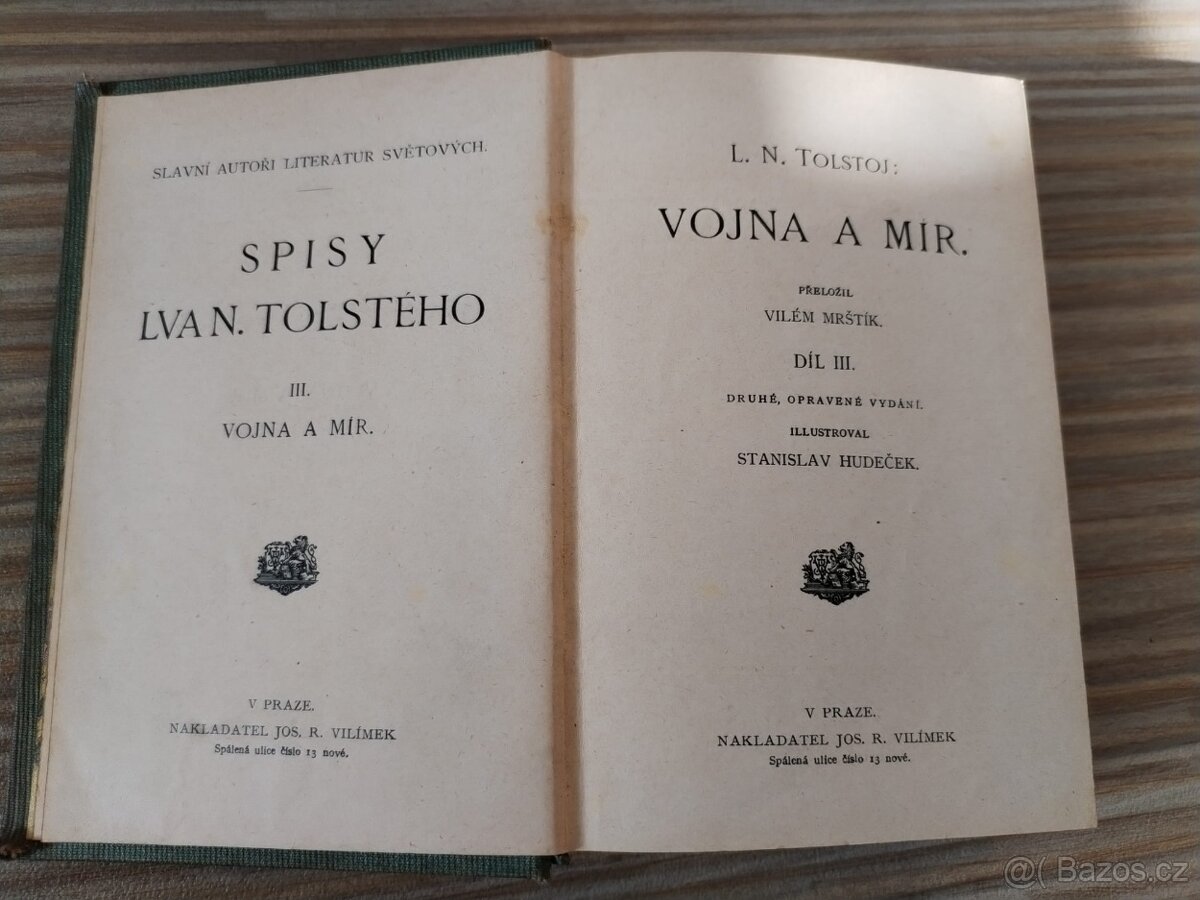 SLAVNÍ AUTOŘI LITERATUR SVĚTOVÝCH.
SPISY
LVA N. TOLSTÉHO
III.
VOJNA A MÍR.
V PRAZE.
NAKLADATEL JOS. R. VILÍMEK
Spálená ulice číslo 13 nové.
L. N. TOLSTOJ:
VOJNA A MÍR.
PŘELOŽIL
VILÉM MRŠTÍK.
DÍL III.
DRUHÉ, OPRAVENÉ VYDÁNÍ.
ILLUSTROVAL
STANISLAV HUDEČEK.
V PRAZE.
NAKLADATEL JOS. R. VILÍMEK
Spálená ulice číslo 13 nové.
@( Bazos.cz